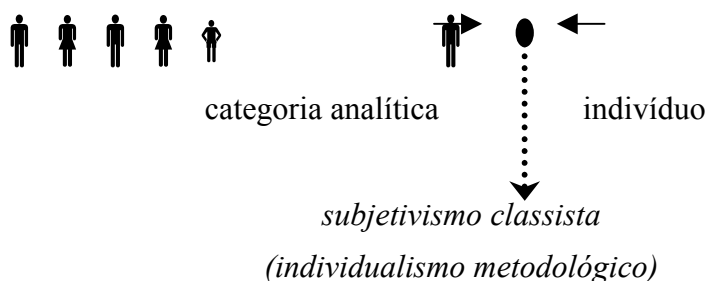 categoria analítica indivíduo
subjetivismo classista
(individualismo metodológico)